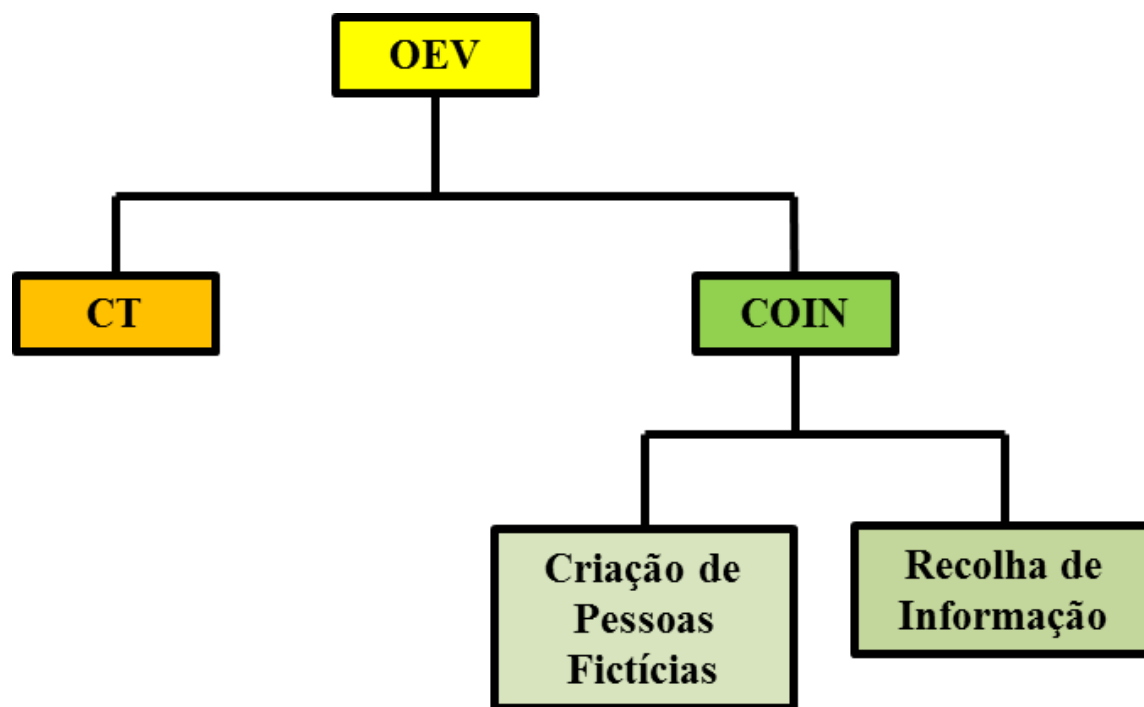 OEV
CT
COIN
Criação de
Pessoas
Fictícias
Recolha de
Informação